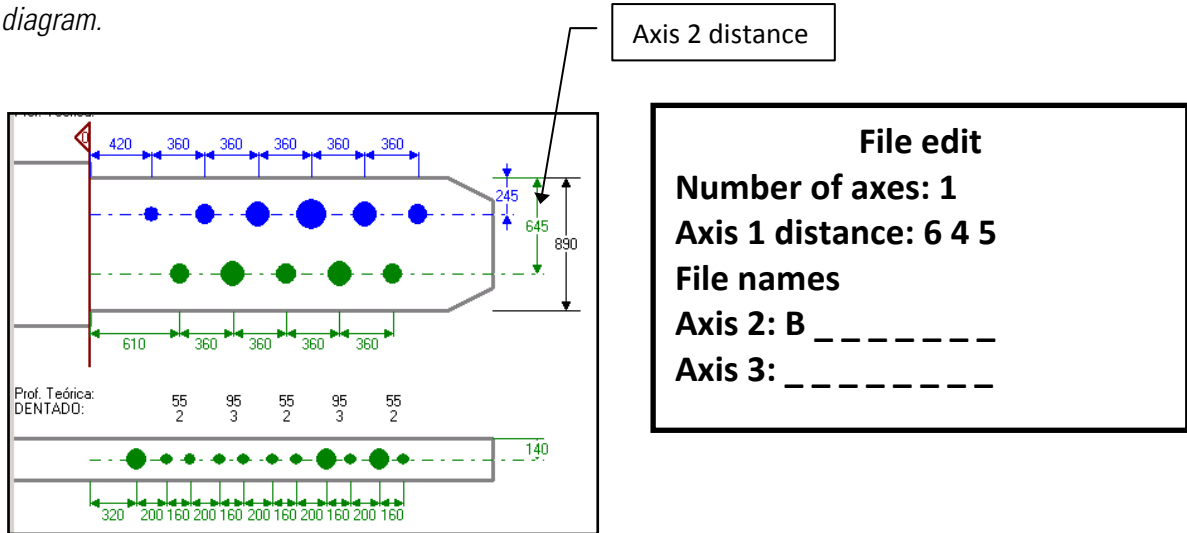 diagram.
Axis 2 distance
0
420 360 360 360 360 360
245
645
890
610 360 360 360 360
Prof. Teórica: 55 95 55 95 55
DENTADO: 2 3 2 3 2
140
320 200 160 200 160 200 160 200 160 200 160
File edit
Number of axes: 1
Axis 1 distance: 6 4 5
File names
Axis 2: B _ _ _ _ _ _ _
Axis 3: _ _ _ _ _ _ _ _